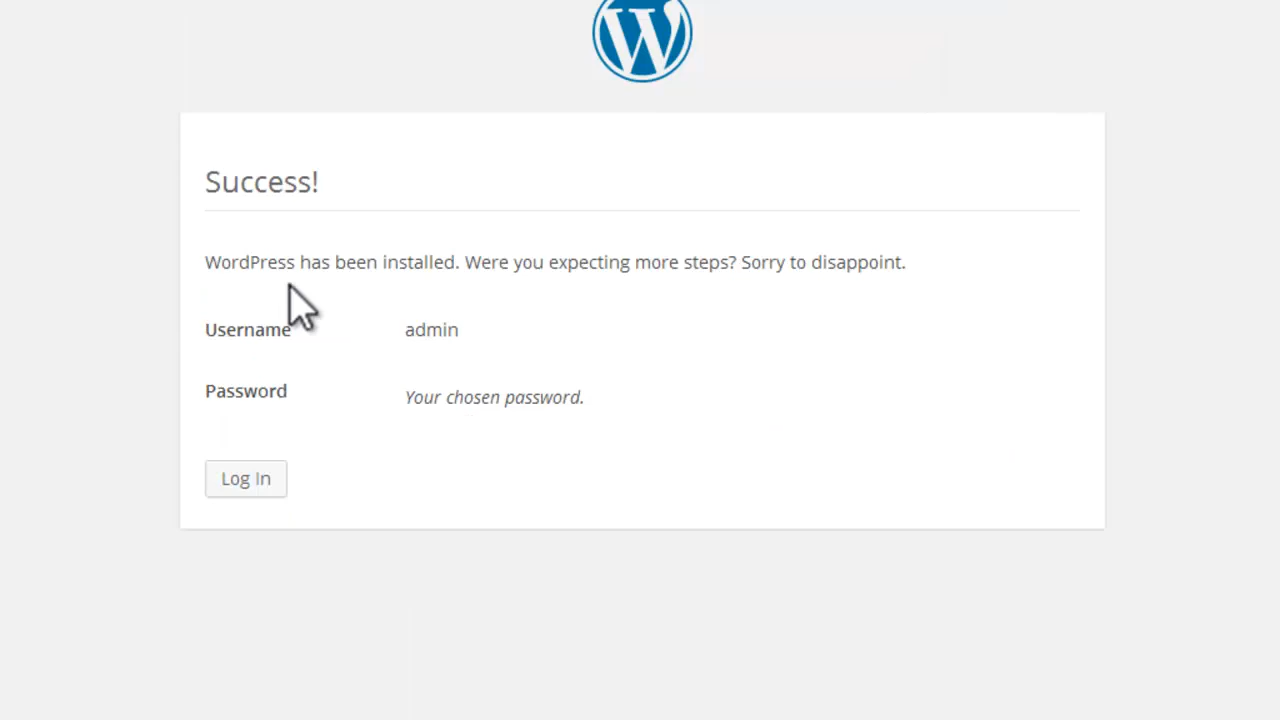 Success!
WordPress has been installed. Were you expecting more steps? Sorry to disappoint.
Username admin
Password Your chosen password.
Log In